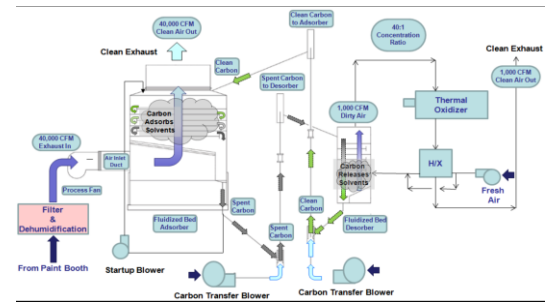 40,000 CFM
Clean Air Out
Clean Exhaust
Clean Carbon
to Adsorber
40:1
Concentration
Ratio
Clean Exhaust
1,000 CFM
Clean Air Out
Clean
Carbon
Spent Carbon
to Desorber
1,000 CFM
Dirty Air
Thermal
Oxidizer
Carbon
Adsorbs
Solvents
40,000 CFM
Exhaust In
Air Inlet
Duct
H/X
Carbon
Releases
Solvents
Fresh
Air
Process Fan
Filter
&
Dehumidification
Fluidized Bed
Adsorber
Spent
Carbon
Spent
Carbon
Clean
Carbon
Fluidized Bed
Desorber
From Paint Booth
Startup Blower
Carbon Transfer Blower
Carbon Transfer Blower